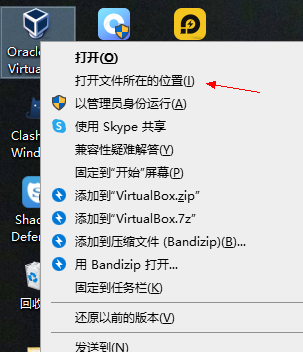 Oracle
Virtual
Clash
Window
Shad
Defen
回收
打开(O)
打开文件所在的位置(I)
以管理员身份运行(A)
使用 Skype 共享
兼容性疑难解答(Y)
固定到“开始”屏幕(P)
添加到“VirtualBox.zip”
添加到“VirtualBox.7z”
添加到压缩文件 (Bandizip)(B)...
用 Bandizip 打开...
固定到任务栏(K)
还原以前的版本(V)
发送到(N)